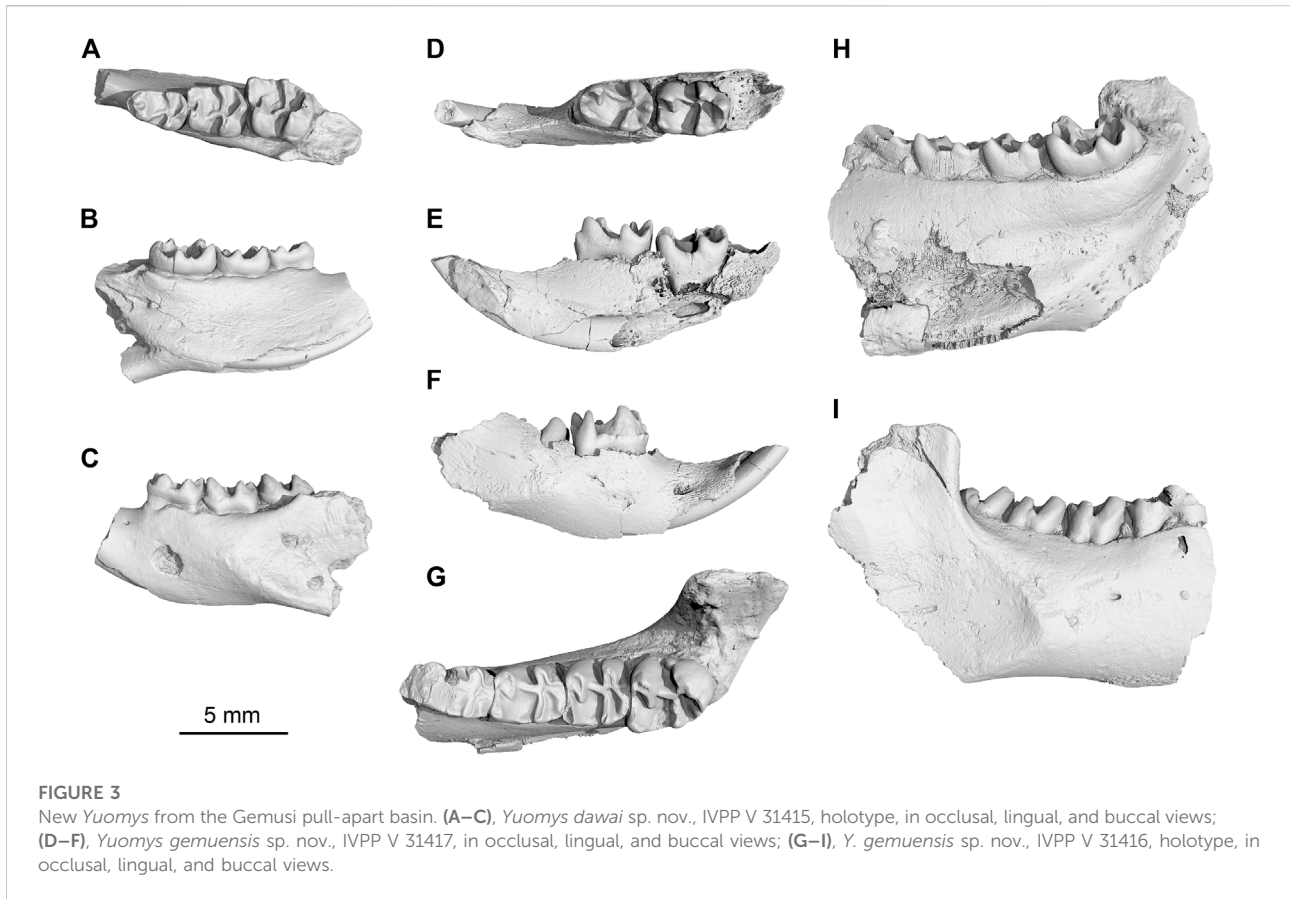 A
D
H
B
E
F
C
I
G
5 mm
FIGURE 3
New Yuomys from the Gemusi pull-apart basin. (A–C), Yuomys dawai sp. nov., IVPP V 31415, holotype, in occlusal, lingual, and buccal views;
(D–F), Yuomys gemuensis sp. nov., IVPP V 31417, in occlusal, lingual, and buccal views; (G–I), Y. gemuensis sp. nov., IVPP V 31416, holotype, in
occlusal, lingual, and buccal views.